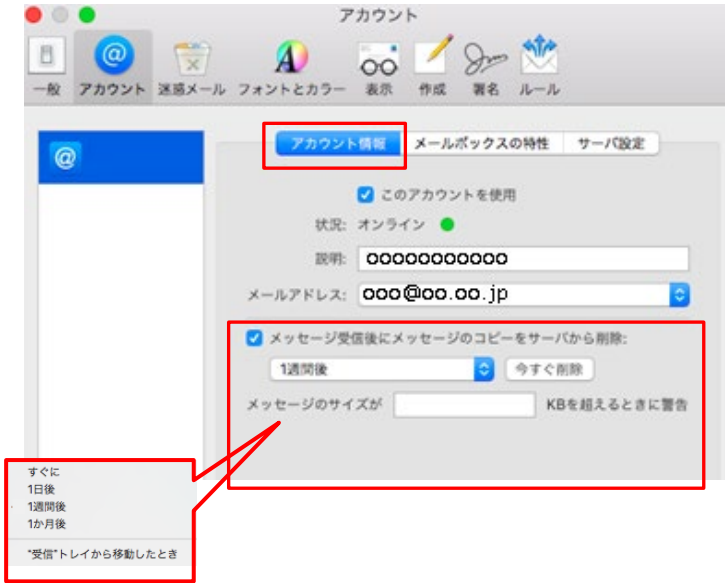 アカウント
一般 アカウント 迷惑メール フォントとカラー 表示 作成 署名 ルール
アカウント情報 メールボックスの特性 サーバ設定
このアカウントを使用
状況: オンライン
説明: ooooooooooo
メールアドレス: ooo@oo.oo.jp
メッセージ受信後にメッセージのコピーをサーバから削除:
1週間後 今すぐ削除
メッセージのサイズが KBを超えるときに警告
すぐに
1日後
1週間後
1か月後
"受信"トレイから移動したとき